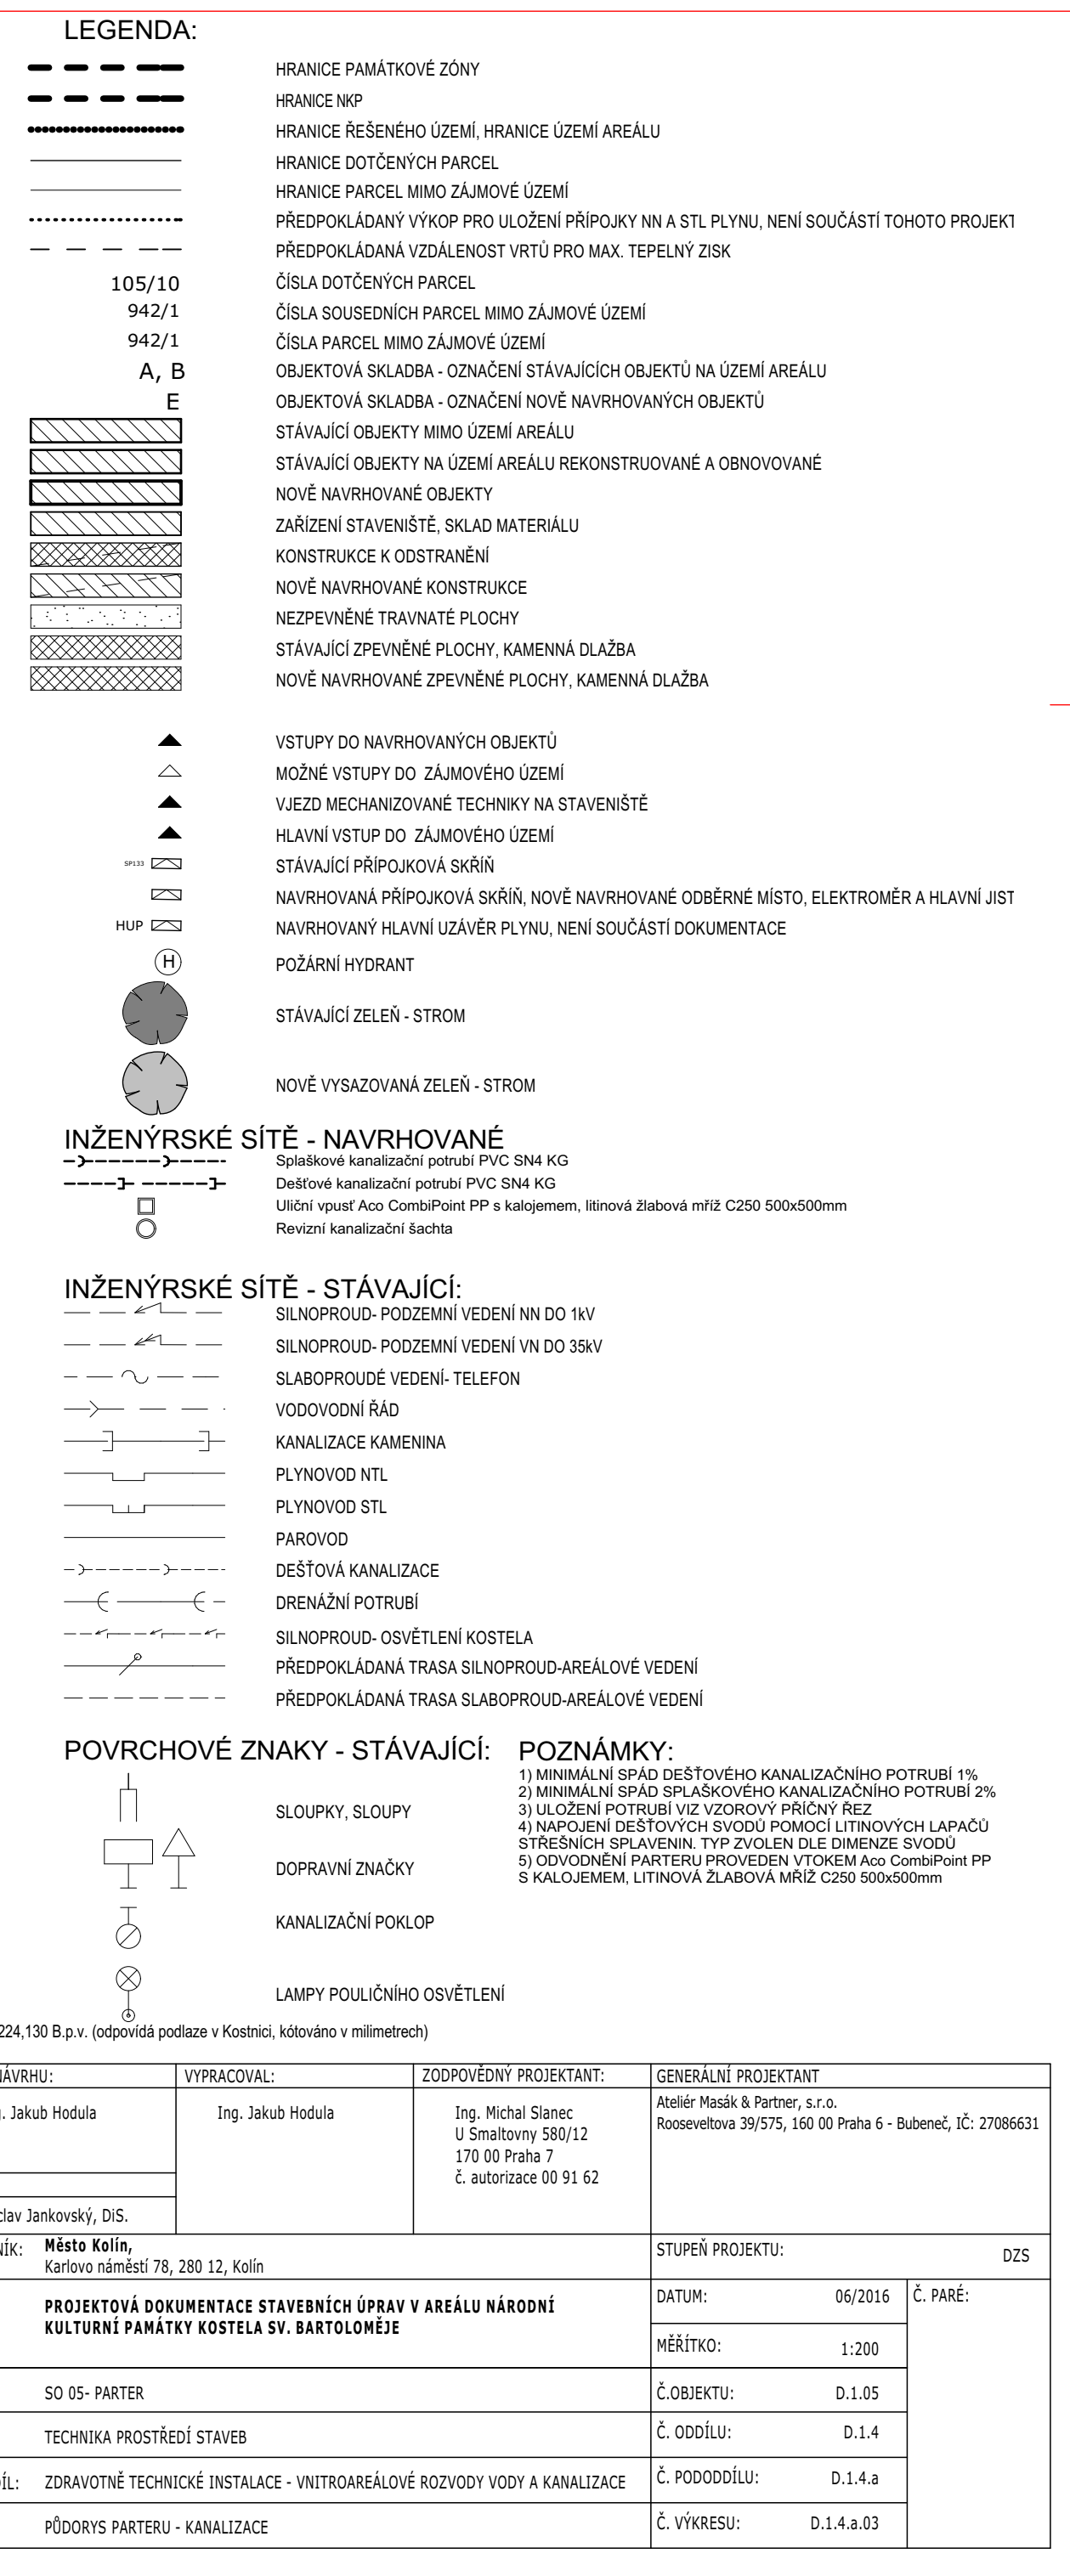 LEGENDA:
HRANICE PAMÁTKOVÉ ZÓNY
HRANICE NKP
HRANICE ŘEŠENÉHO ÚZEMÍ, HRANICE ÚZEMÍ AREÁLU
HRANICE DOTČENÝCH PARCEL
HRANICE PARCEL MIMO ZÁJMOVÉ ÚZEMÍ
PŘEDPOKLÁDANÝ VÝKOP PRO ULOŽENÍ PŘÍPOJKY NN A STL PLYNU, NENÍ SOUČÁSTÍ TOHOTO PROJEKT
PŘEDPOKLÁDANÁ VZDÁLENOST VRTŮ PRO MAX. TEPELNÝ ZISK
105/10 ČÍSLA DOTČENÝCH PARCEL
942/1 ČÍSLA SOUSEDNÍCH PARCEL MIMO ZÁJMOVÉ ÚZEMÍ
942/1 ČÍSLA PARCEL MIMO ZÁJMOVÉ ÚZEMÍ
A, B OBJEKTOVÁ SKLADBA - OZNAČENÍ STÁVAJÍCÍCH OBJEKTŮ NA ÚZEMÍ AREÁLU
E OBJEKTOVÁ SKLADBA - OZNAČENÍ NOVĚ NAVRHOVANÝCH OBJEKTŮ
STÁVAJÍCÍ OBJEKTY MIMO ÚZEMÍ AREÁLU
STÁVAJÍCÍ OBJEKTY NA ÚZEMÍ AREÁLU REKONSTRUOVANÉ A OBNOVOVANÉ
NOVĚ NAVRHOVANÉ OBJEKTY
ZAŘÍZENÍ STAVENIŠTĚ, SKLAD MATERIÁLU
KONSTRUKCE K ODSTRANĚNÍ
NOVĚ NAVRHOVANÉ KONSTRUKCE
NEZPEVNĚNÉ TRAVNATÉ PLOCHY
STÁVAJÍCÍ ZPEVNĚNÉ PLOCHY, KAMENNÁ DLAŽBA
NOVĚ NAVRHOVANÉ ZPEVNĚNÉ PLOCHY, KAMENNÁ DLAŽBA
VSTUPY DO NAVRHOVANÝCH OBJEKTŮ
MOŽNÉ VSTUPY DO ZÁJMOVÉHO ÚZEMÍ
VJEZD MECHANIZOVANÉ TECHNIKY NA STAVENIŠTĚ
HLAVNÍ VSTUP DO ZÁJMOVÉHO ÚZEMÍ
SP133 STÁVAJÍCÍ PŘÍPOJKOVÁ SKŘÍŇ
NAVRHOVANÁ PŘÍPOJKOVÁ SKŘÍŇ, NOVĚ NAVRHOVANÉ ODBĚRNÉ MÍSTO, ELEKTROMĚR A HLAVNÍ JIST
HUP NAVRHOVANÝ HLAVNÍ UZÁVĚR PLYNU, NENÍ SOUČÁSTÍ DOKUMENTACE
H POŽÁRNÍ HYDRANT
STÁVAJÍCÍ ZELEŇ - STROM
NOVĚ VYSAZOVANÁ ZELEŇ - STROM
INŽENÝRSKÉ SÍTĚ - NAVRHOVANÉ
Splaškové kanalizační potrubí PVC SN4 KG
Dešťové kanalizační potrubí PVC SN4 KG
Uliční vpusť Aco CombiPoint PP s kalojemem, litinová žlabová mříž C250 500x500mm
Revizní kanalizační šachta
INŽENÝRSKÉ SÍTĚ - STÁVAJÍCÍ:
SILNOPROUD- PODZEMNÍ VEDENÍ NN DO 1kV
SILNOPROUD- PODZEMNÍ VEDENÍ VN DO 35kV
SLABOPROUDÉ VEDENÍ- TELEFON
VODOVODNÍ ŘÁD
KANALIZACE KAMENINA
PLYNOVOD NTL
PLYNOVOD STL
PAROVOD
DEŠŤOVÁ KANALIZACE
DRENÁŽNÍ POTRUBÍ
SILNOPROUD- OSVĚTLENÍ KOSTELA
PŘEDPOKLÁDANÁ TRASA SILNOPROUD-AREÁLOVÉ VEDENÍ
PŘEDPOKLÁDANÁ TRASA SLABOPROUD-AREÁLOVÉ VEDENÍ
POVRCHOVÉ ZNAKY - STÁVAJÍCÍ:
SLOUPKY, SLOUPY
DOPRAVNÍ ZNAČKY
KANALIZAČNÍ POKLOP
LAMPY POULIČNÍHO OSVĚTLENÍ
POZNÁMKY:
1) MINIMÁLNÍ SPÁD DEŠŤOVÉHO KANALIZAČNÍHO POTRUBÍ 1%
2) MINIMÁLNÍ SPÁD SPLAŠKOVÉHO KANALIZAČNÍHO POTRUBÍ 2%
3) ULOŽENÍ POTRUBÍ VIZ VZOROVÝ PŘÍČNÝ ŘEZ
4) NAPOJENÍ DEŠŤOVÝCH SVODŮ POMOCÍ LITINOVÝCH LAPAČŮ
STŘEŠNÍCH SPLAVENIN. TYP ZVOLEN DLE DIMENZE SVODŮ
5) ODVODNĚNÍ PARTERU PROVEDEN VTOKEM Aco CombiPoint PP
S KALOJEMEM, LITINOVÁ ŽLABOVÁ MŘÍŽ C250 500x500mm
224,130 B.p.v. (odpovídá podlaze v Kostnici, kótováno v milimetrech)
NÁVRHU:
g. Jakub Hodula
clav Jankovský, DiS.
VYPRACOVAL:
Ing. Jakub Hodula
ZODPOVĚDNÝ PROJEKTANT:
Ing. Michal Slanec
U Smaltovny 580/12
170 00 Praha 7
č. autorizace 00 91 62
GENERÁLNÍ PROJEKTANT
Ateliér Masák & Partner, s.r.o.
Rooseveltova 39/575, 160 00 Praha 6 - Bubeneč, IČ: 27086631
NÍK: Město Kolín,
Karlovo náměstí 78, 280 12, Kolín
STUPEŇ PROJEKTU: DZS
PROJEKTOVÁ DOKUMENTACE STAVEBNÍCH ÚPRAV V AREÁLU NÁRODNÍ
KULTURNÍ PAMÁTKY KOSTELA SV. BARTOLOMĚJE
DATUM: 06/2016
Č. PARÉ:
MĚŘÍTKO: 1:200
SO 05- PARTER
Č.OBJEKTU: D.1.05
TECHNIKA PROSTŘEDÍ STAVEB
Č. ODDÍLU: D.1.4
ÍL: ZDRAVOTNĚ TECHNICKÉ INSTALACE - VNITROAREÁLOVÉ ROZVODY VODY A KANALIZACE
Č. PODODDÍLU: D.1.4.a
PŮDORYS PARTERU - KANALIZACE
Č. VÝKRESU: D.1.4.a.03